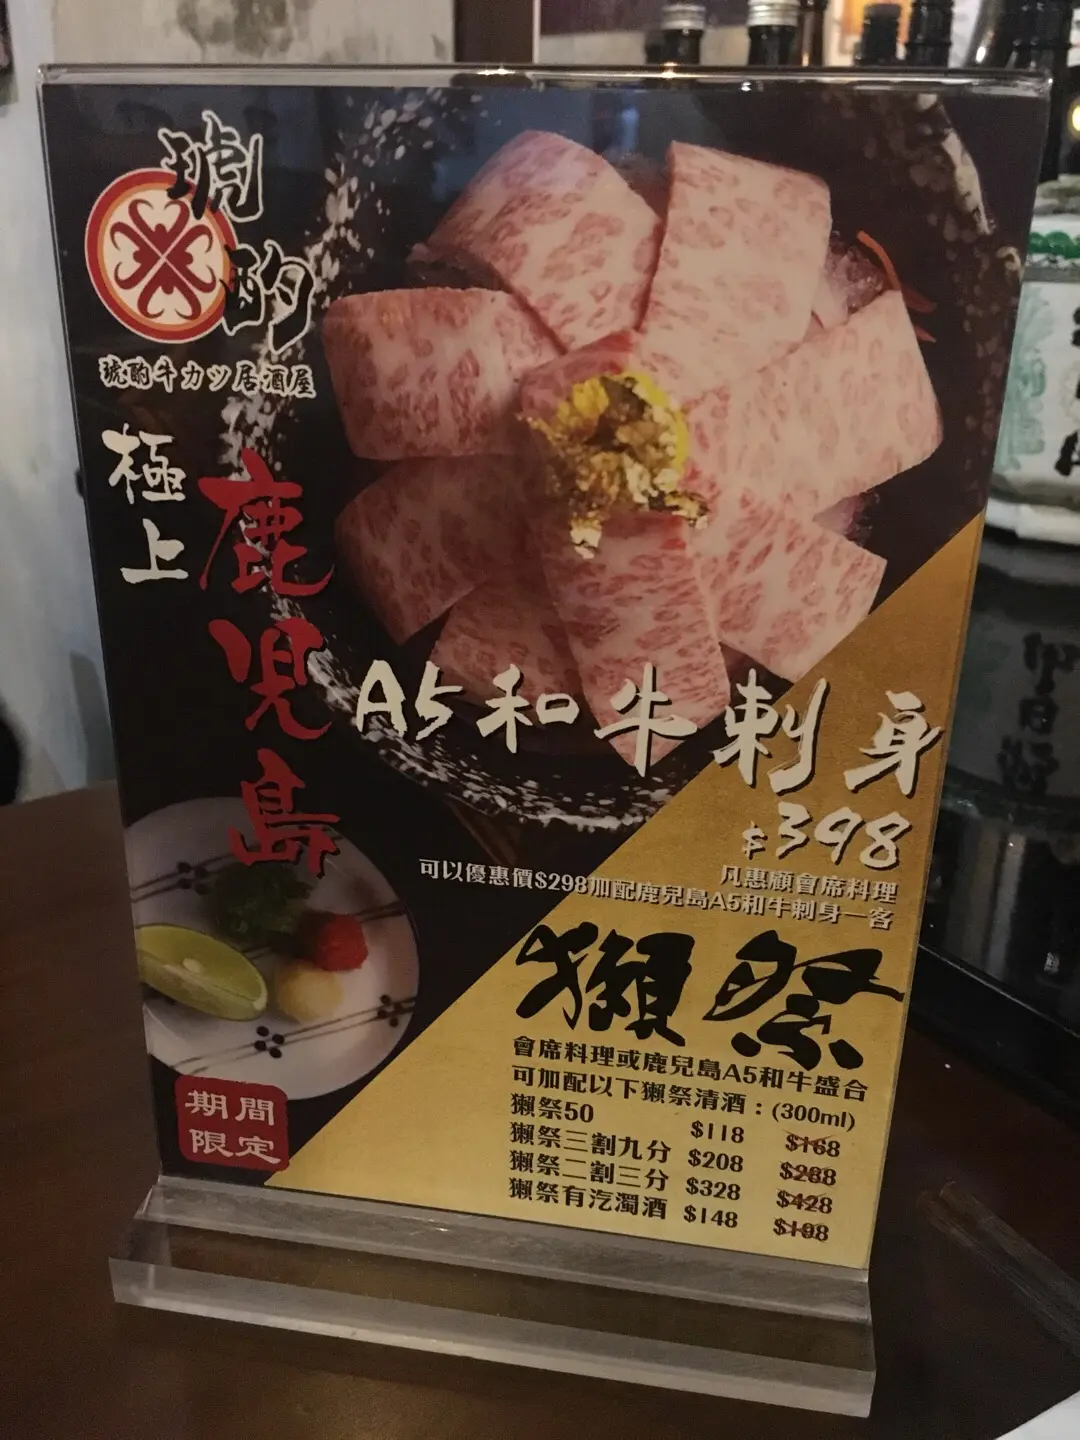 琥酌
琥酌牛カツ居酒屋
極上
鹿児島
A5和牛刺身
$398
凡惠顧會席料理
可以優惠價$298加配鹿兒島A5和牛刺身一客
獺祭
會席料理或鹿兒島A5和牛盛合
可加配以下獺祭清酒：(300ml)
獺祭50 $118 $168
獺祭三割九分 $208 $288
獺祭二割三分 $328 $428
獺祭有汽濁酒 $148 $198
期間
限定